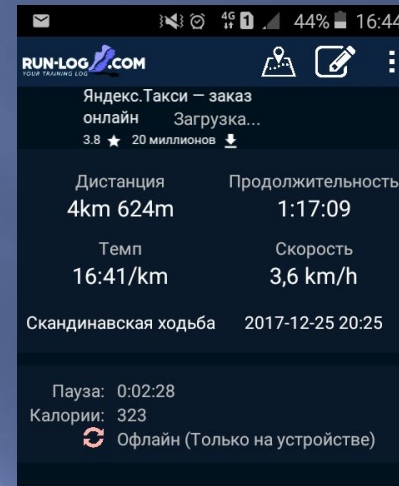 4G 1 44% 16:44
RUN-LOG.COM
YOUR TRAINING LOG
Яндекс.Такси — заказ
онлайн Загрузка...
3.8 ★ 20 миллионов
Дистанция Продолжительность
4km 624m 1:17:09
Темп Скорость
16:41/km 3,6 km/h
Скандинавская ходьба 2017-12-25 20:25
Пауза: 0:02:28
Калории: 323
Офлайн (Только на устройстве)